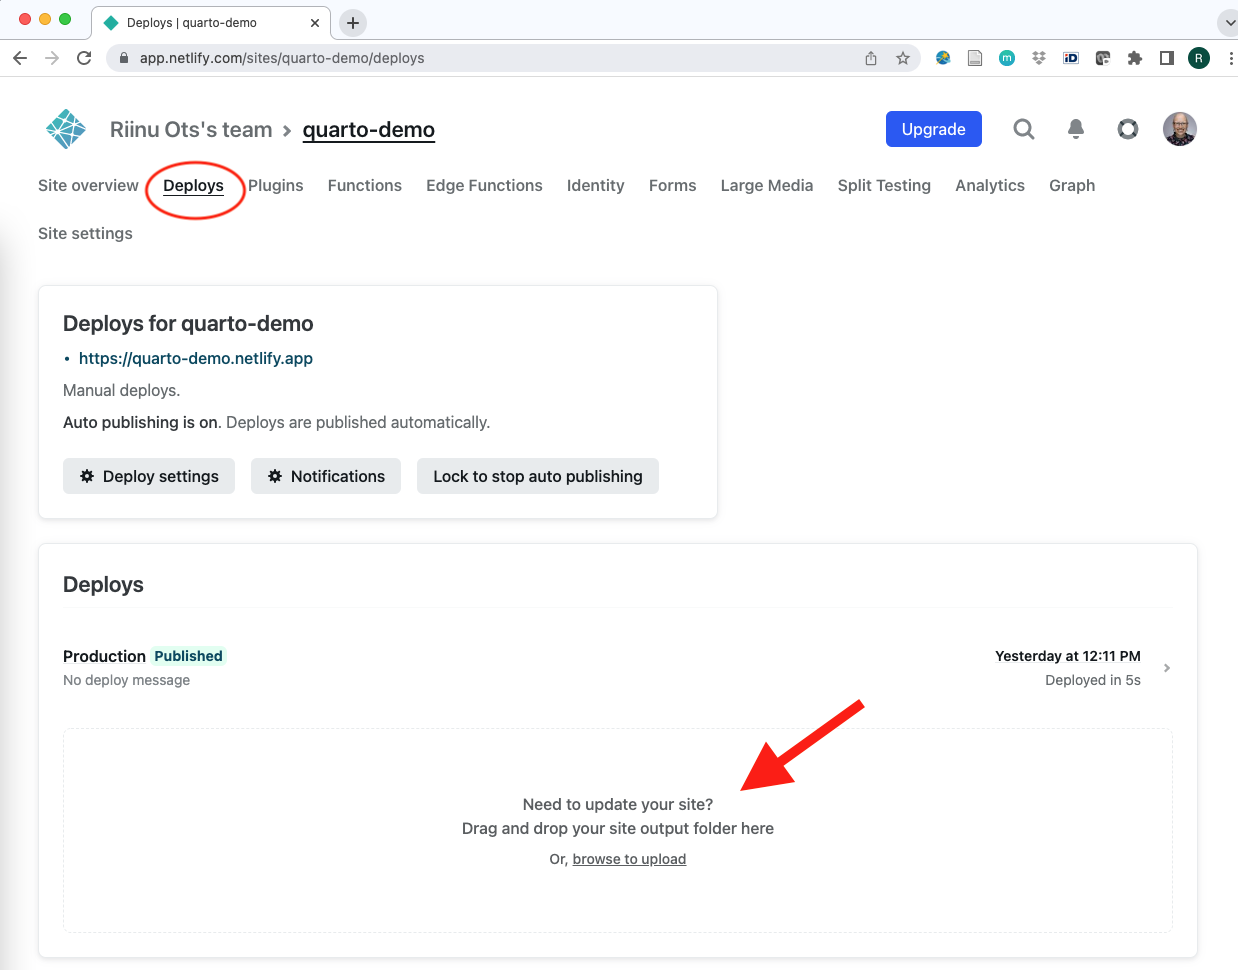 Deploys | quarto-demo
app.netlify.com/sites/quarto-demo/deploys
m
iD
R
Riinu Ots's team > quarto-demo
Upgrade
Site overview Deploys Plugins Functions Edge Functions Identity Forms Large Media Split Testing Analytics Graph
Site settings
Deploys for quarto-demo
• https://quarto-demo.netlify.app
Manual deploys.
Auto publishing is on. Deploys are published automatically.
Deploy settings Notifications Lock to stop auto publishing
Deploys
Production Published Yesterday at 12:11 PM
No deploy message Deployed in 5s
Need to update your site?
Drag and drop your site output folder here
Or, browse to upload